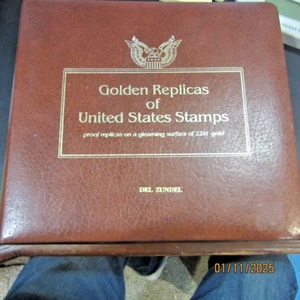 Golden Replicas
of
United States Stamps
proof replicas on a gleaming surface of 22kt gold
DEL ZUNDEL
01/11/2025